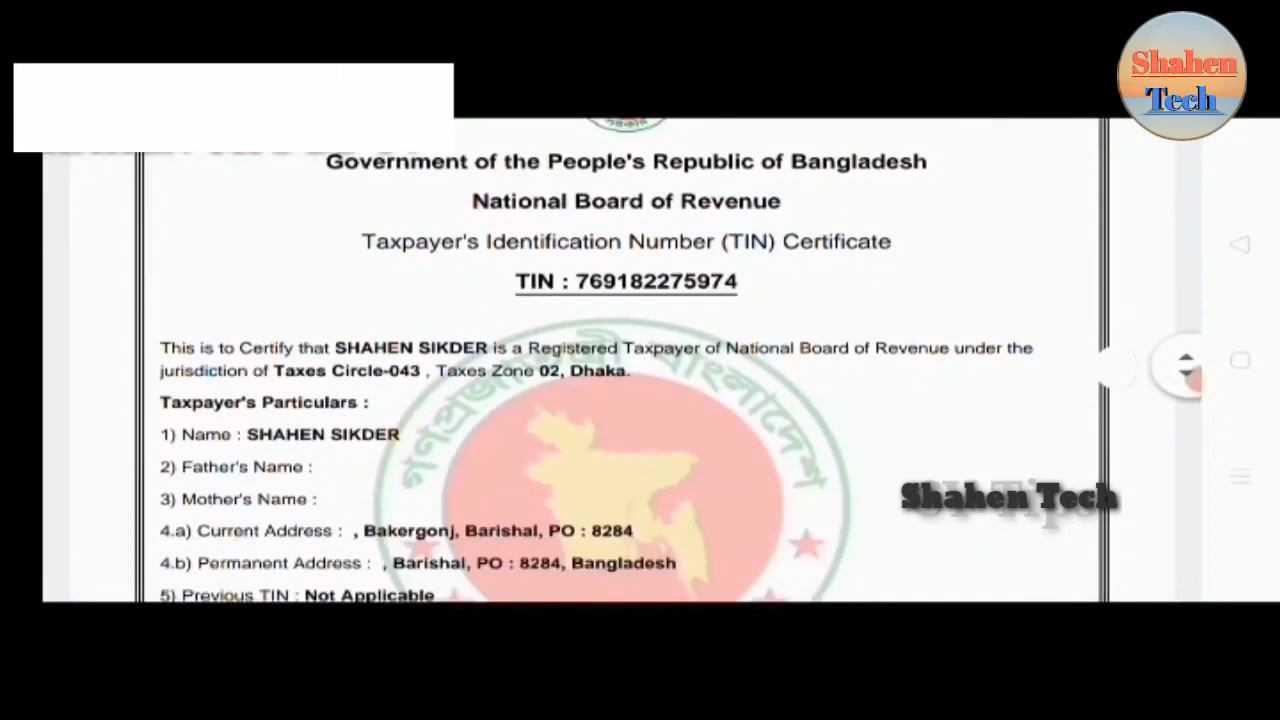 Shahen
Tech
সরকার
Government of the People's Republic of Bangladesh
National Board of Revenue
Taxpayer's Identification Number (TIN) Certificate
TIN : 769182275974
This is to Certify that SHAHEN SIKDER is a Registered Taxpayer of National Board of Revenue under the
jurisdiction of Taxes Circle-043 , Taxes Zone 02, Dhaka.
গণপ্রজাতন্ত্রী বাংলাদেশ
Taxpayer's Particulars :
1) Name : SHAHEN SIKDER
2) Father's Name :
3) Mother's Name :
Shahen Tech
4.a) Current Address : , Bakergonj, Barishal, PO : 8284
4.b) Permanent Address : , Barishal, PO : 8284, Bangladesh
5) Previous TIN : Not Applicable